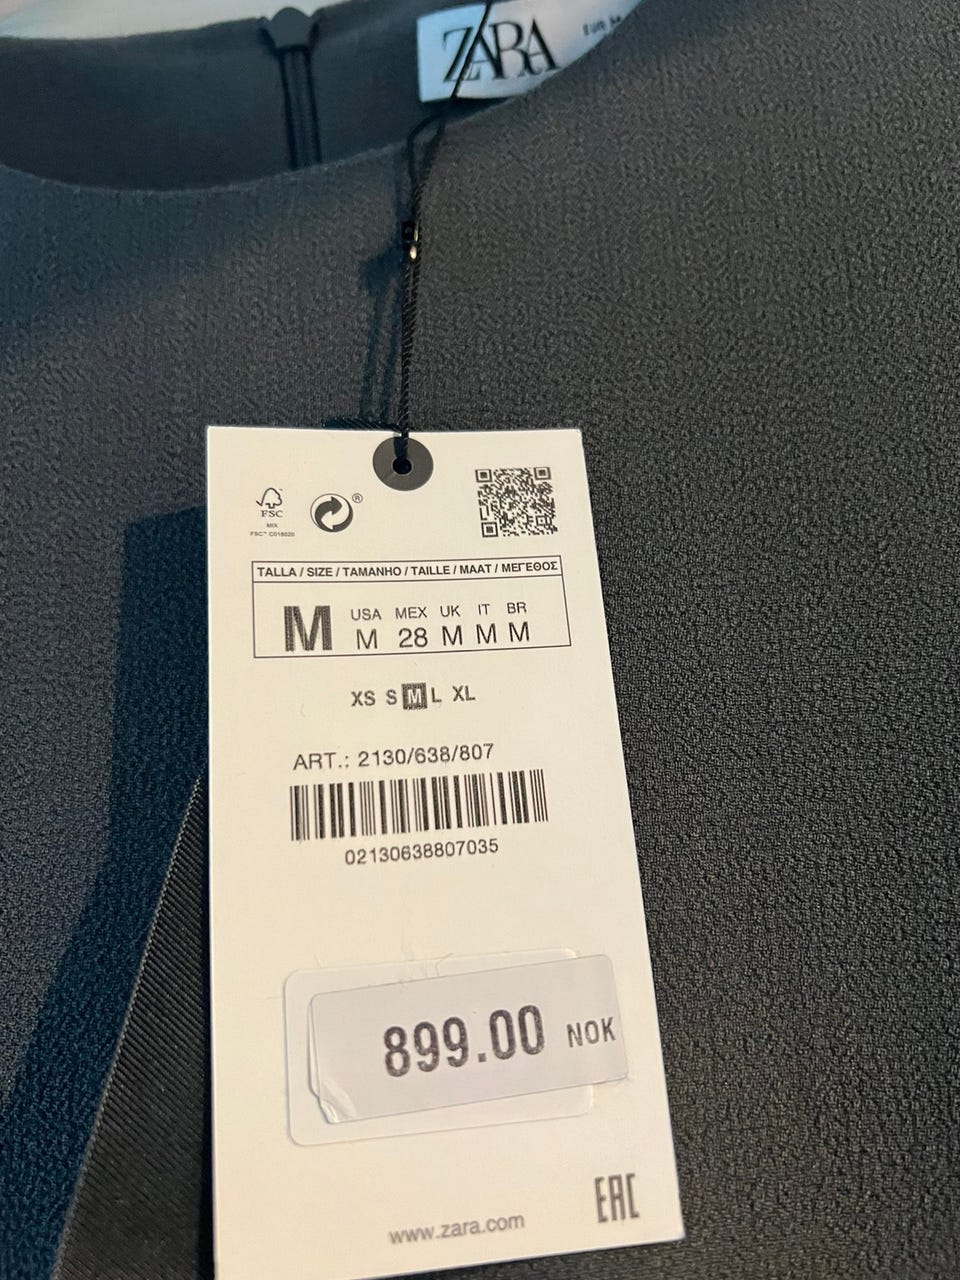 ZARA
EUR M
FSC
MIX
FSC™ C018020
®
TALLA / SIZE / TAMANHO / TAILLE / MAAT / ΜΕΓΕΘΟΣ
M
USA MEX UK IT BR
M 28 M M M
XS S M L XL
ART.: 2130/638/807
02130638807035
899.00 NOK
EAC
www.zara.com